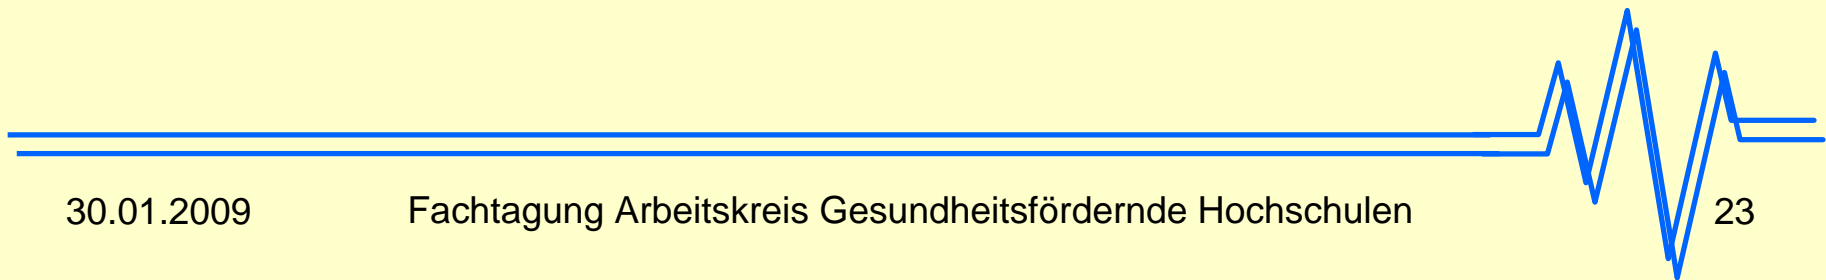 30.01.2009 Fachtagung Arbeitskreis Gesundheitsfördernde Hochschulen 23